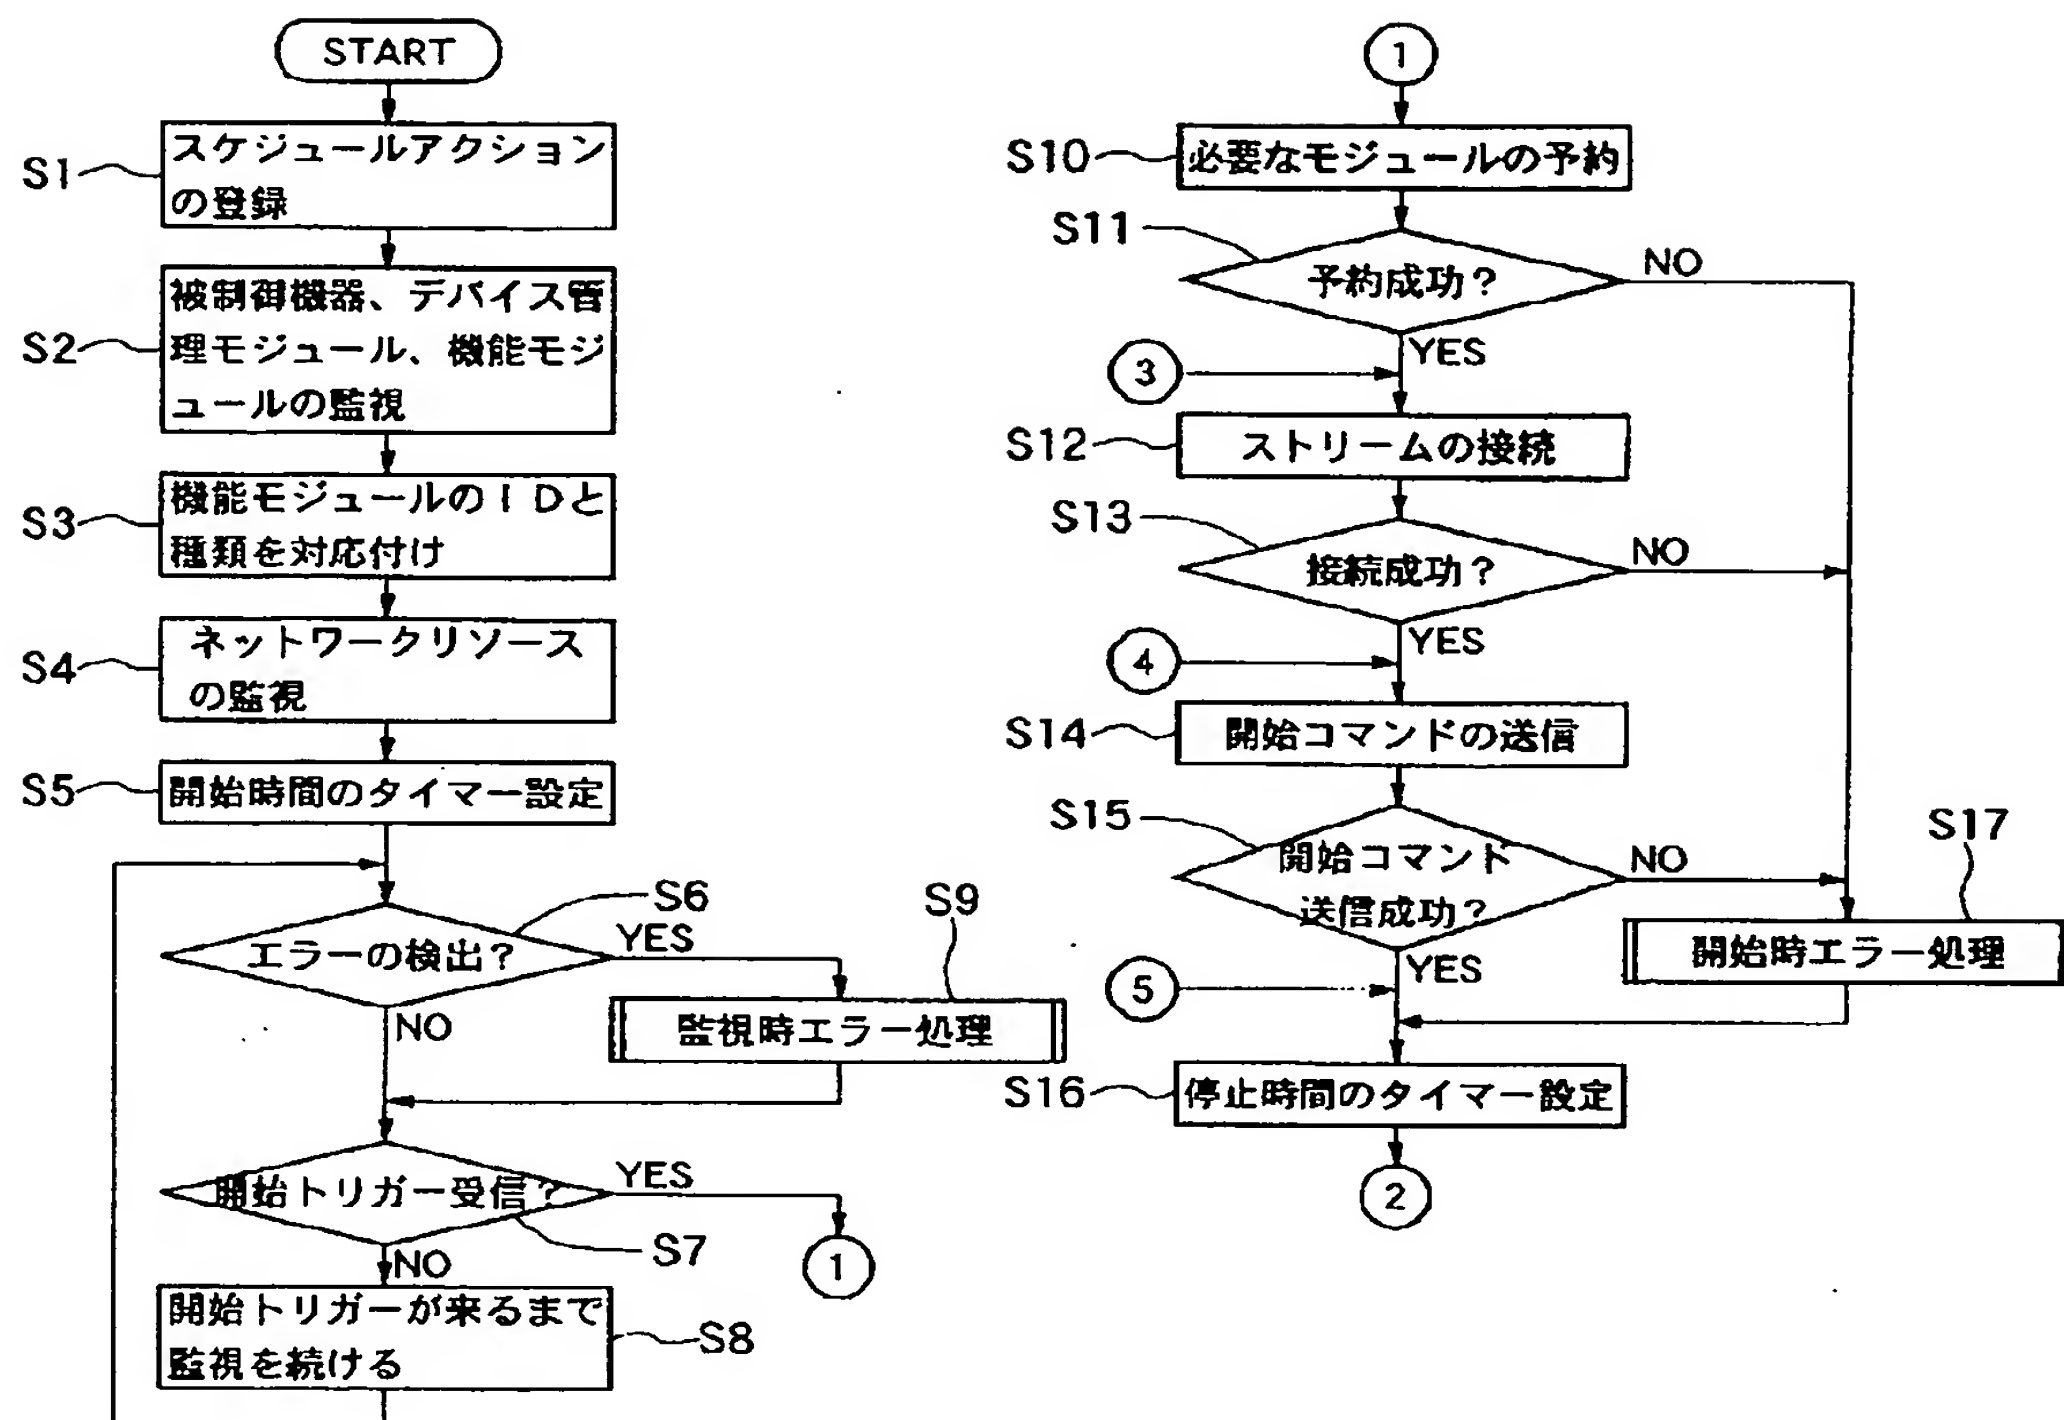 START
S1
スケジュールアクション
の登録
S2
被制御機器、デバイス管
理モジュール、機能モジ
ュールの監視
S3
機能モジュールのIDと
種類を対応付け
S4
ネットワークリソース
の監視
S5
開始時間のタイマー設定
S6
エラーの検出?
YES
NO
S9
監視時エラー処理
開始トリガー受信?
YES
S7
NO
1
開始トリガーが来るまで
監視を続ける
S8
1
S10
必要なモジュールの予約
S11
予約成功?
NO
YES
3
S12
ストリームの接続
S13
接続成功?
NO
YES
4
S14
開始コマンドの送信
S15
開始コマンド
送信成功?
NO
YES
S17
開始時エラー処理
5
S16
停止時間のタイマー設定
2